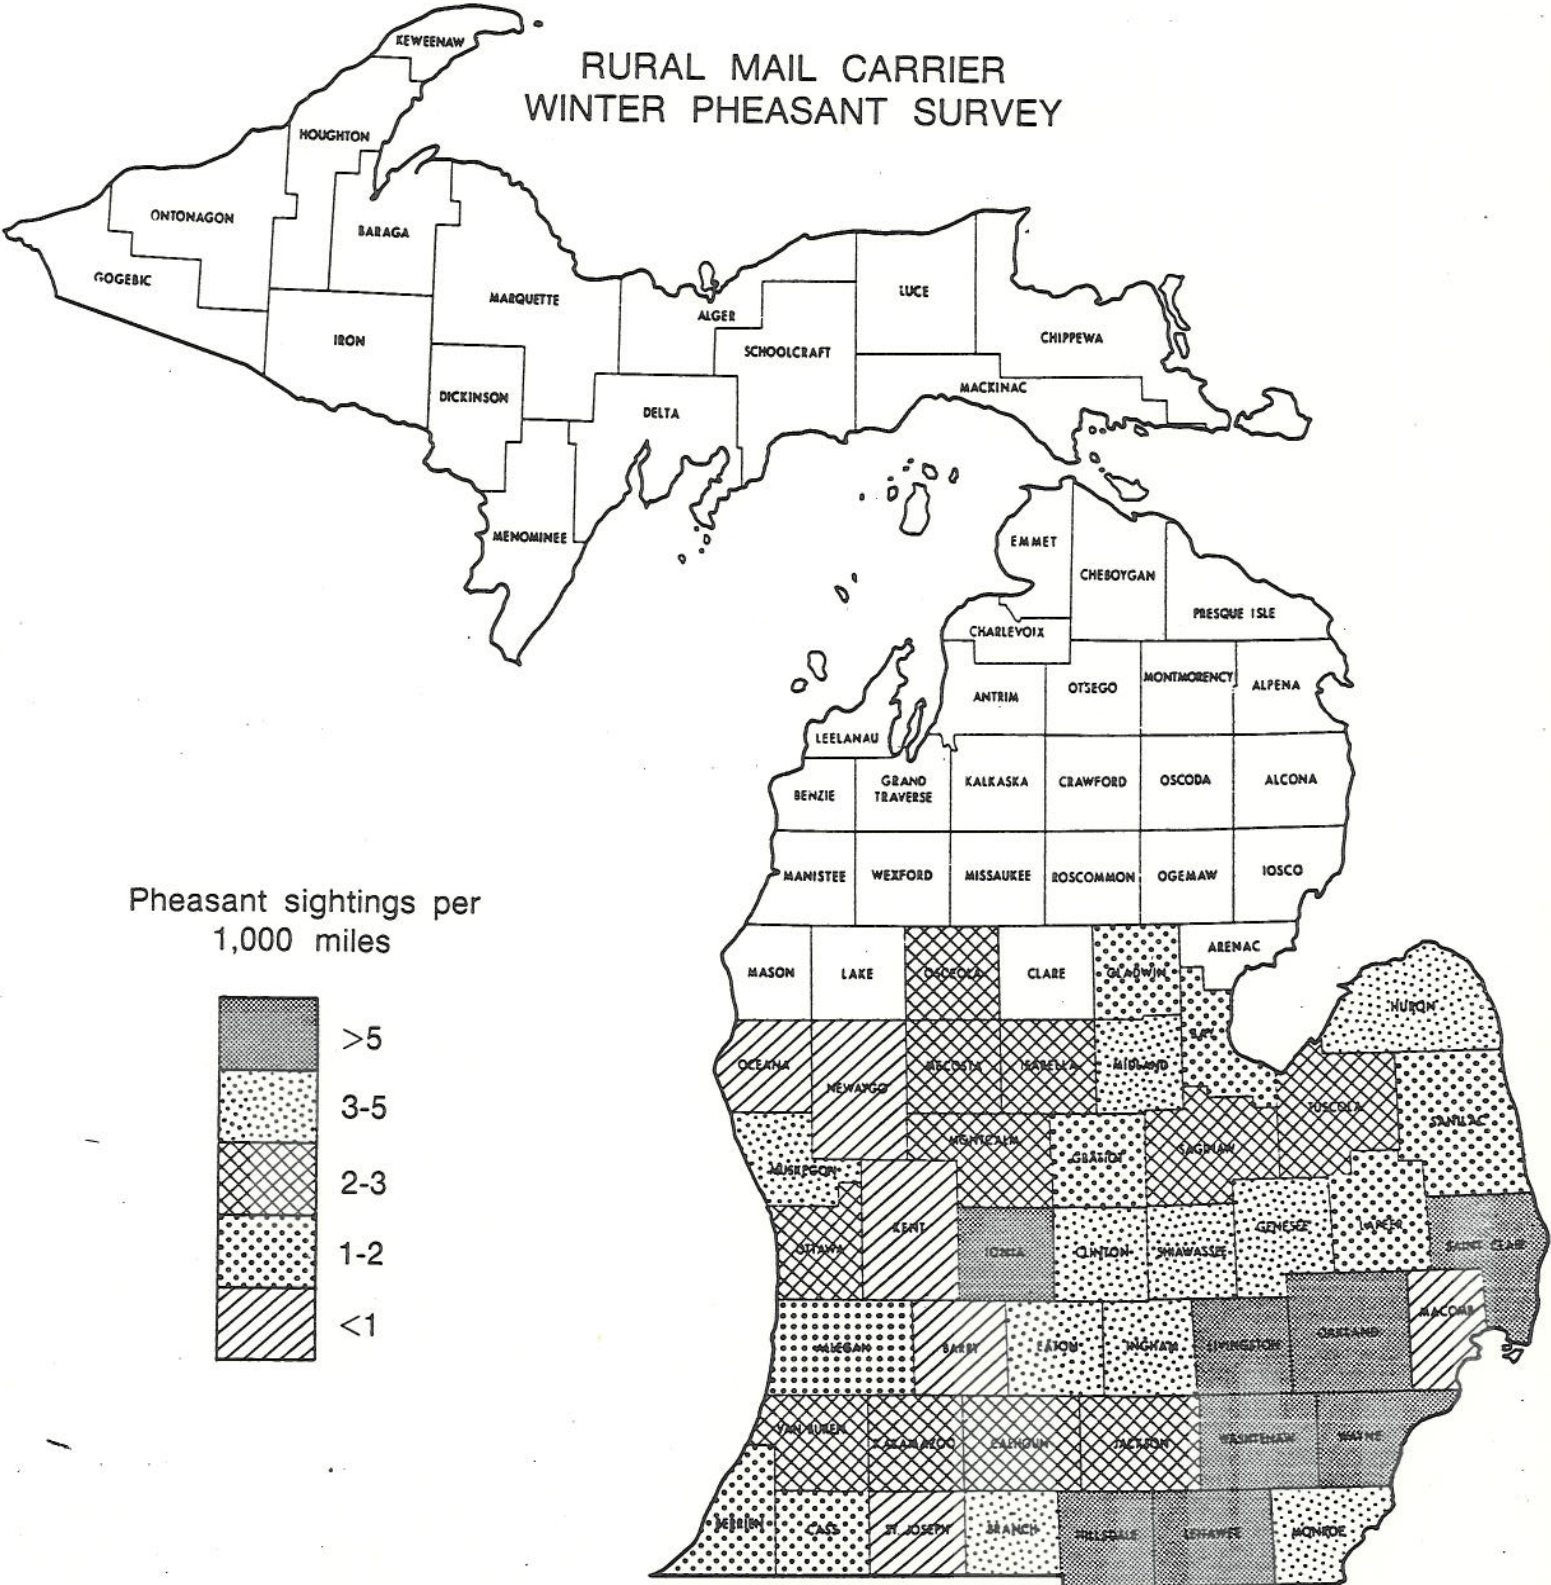 RURAL MAIL CARRIER
WINTER PHEASANT SURVEY
KEWEENAW
HOUGHTON
ONTONAGON
BARAGA
GOGEBIC
MARQUETTE
LUCE
ALGER
IRON
SCHOOLCRAFT
CHIPPEWA
MACKINAC
DICKINSON
DELTA
MENOMINEE
EMMET
CHEBOYGAN
PRESQUE ISLE
CHARLEVOIX
ANTRIM
OTSEGO
MONTMORENCY
ALPENA
LEELANAU
BENZIE
GRAND
TRAVERSE
KALKASKA
CRAWFORD
OSCODA
ALCONA
MANISTEE
WEXFORD
MISSAUKEE
ROSCOMMON
OGEMAW
IOSCO
Pheasant sightings per
1,000 miles
>5
3-5
2-3
1-2
<1
MASON
LAKE
OSCEOLA
CLARE
GLADWIN
ARENAC
HURON
OCEANA
NEWAYGO
MECOSTA
ISABELLA
MIDLAND
BAY
TUSCOLA
SANILAC
MUSKEGON
MONTCALM
GRATIOT
SAGINAW
OTTAWA
KENT
IONIA
CLINTON
SHIAWASSEE
GENESEE
LAPEER
SAINT CLAIR
ALLEGAN
BARRY
EATON
INGHAM
LIVINGSTON
OAKLAND
MACOMB
VAN BUREN
KALAMAZOO
CALHOUN
JACKSON
WASHTENAW
WAYNE
BERRIEN
CASS
ST. JOSEPH
BRANCH
HILLSDALE
LENAWEE
MONROE